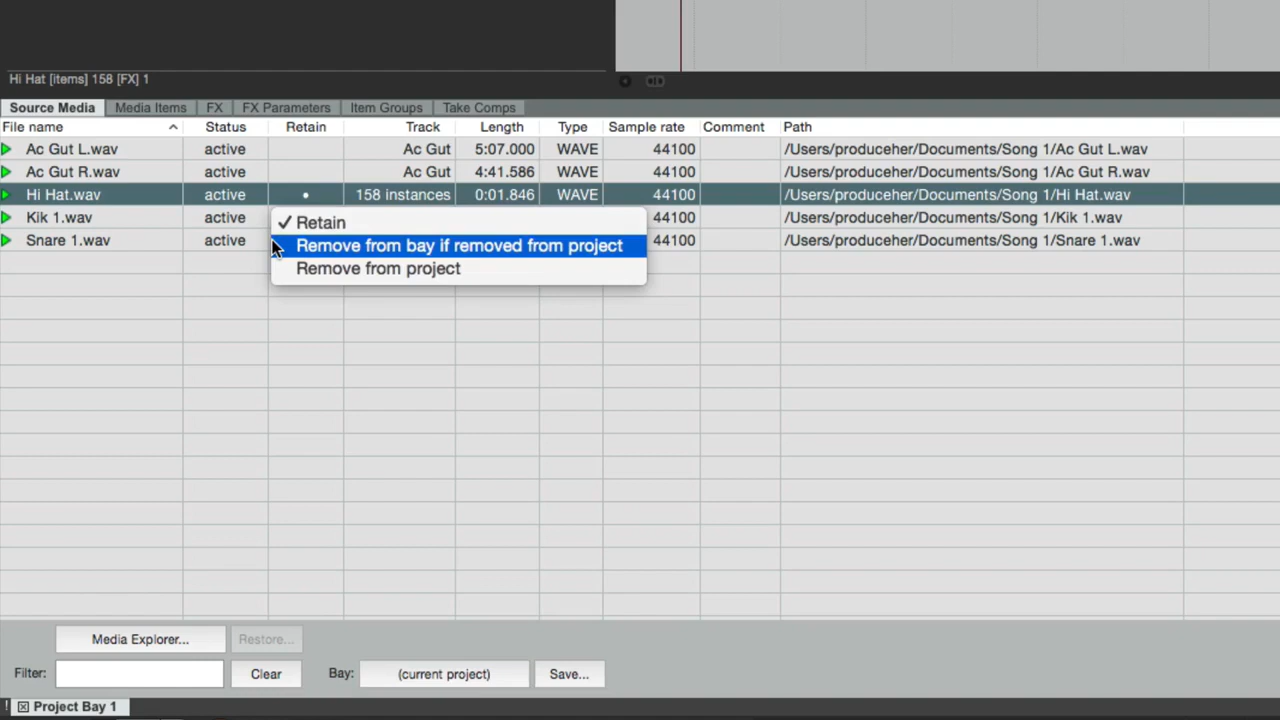 Hi Hat [items] 158 [FX] 1
Source Media Media Items FX FX Parameters Item Groups Take Comps
File name Status Retain Track Length Type Sample rate Comment Path
Ac Gut L.wav active Ac Gut 5:07.000 WAVE 44100 /Users/produceher/Documents/Song 1/Ac Gut L.wav
Ac Gut R.wav active Ac Gut 4:41.586 WAVE 44100 /Users/produceher/Documents/Song 1/Ac Gut R.wav
Hi Hat.wav active • 158 instances 0:01.846 WAVE 44100 /Users/produceher/Documents/Song 1/Hi Hat.wav
Kik 1.wav active 44100 /Users/produceher/Documents/Song 1/Kik 1.wav
✓ Retain
Snare 1.wav active 44100 /Users/produceher/Documents/Song 1/Snare 1.wav
Remove from bay if removed from project
Remove from project
Media Explorer... Restore...
Filter: Clear Bay: (current project) Save...
! Project Bay 1